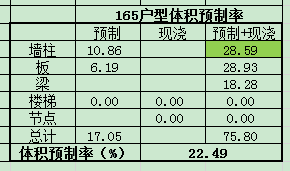 165户型体积预制率
预制 现浇 预制+现浇
墙柱 10.86 28.59
板 6.19 28.93
梁 18.28
楼梯 0.00 0.00 0.00
节点 0.00 0.00
总计 17.05 75.80
体积预制率（%） 22.49